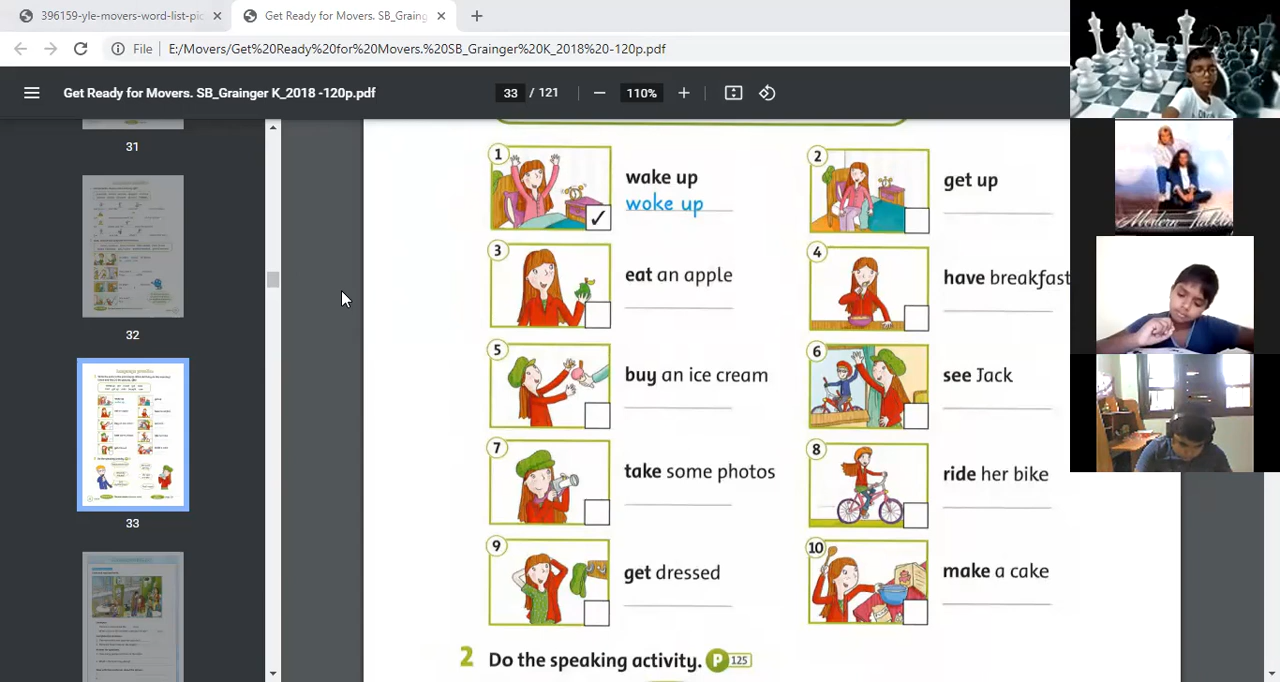 396159-yle-movers-word-list-pic
Get Ready for Movers. SB_Grainge
File
E:/Movers/Get%20Ready%20for%20Movers.%20SB_Grainger%20K_2018%20-120p.pdf
Get Ready for Movers. SB_Grainger K_2018 -120p.pdf
33 / 121
110%
31
32
33
1
wake up
woke up
2
get up
3
eat an apple
4
have breakfast
5
buy an ice cream
6
see Jack
7
take some photos
8
ride her bike
9
get dressed
10
make a cake
2 Do the speaking activity. P 125
Modern Talking